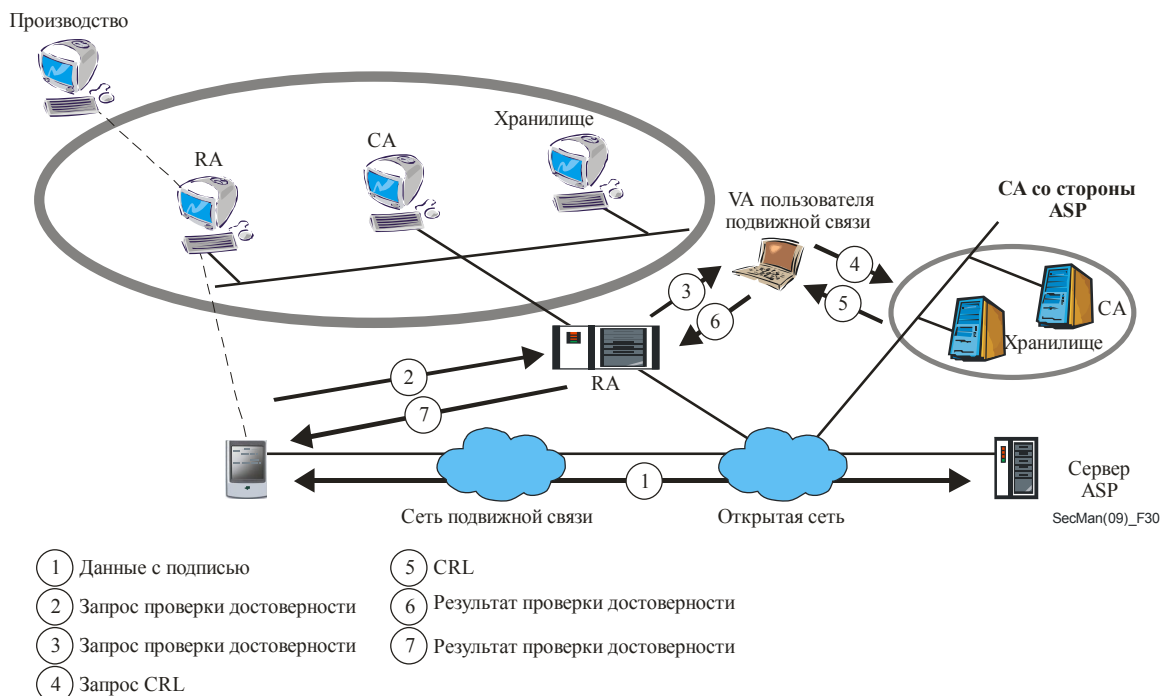 Производство
RA
CA
Хранилище
VA пользователя
подвижной связи
CA со стороны
ASP
4
3
5
6
CA
Хранилище
2
RA
7
1
Сервер
ASP
Сеть подвижной связи
Открытая сеть
SecMan(09)_F30
1 Данные с подписью
2 Запрос проверки достоверности
3 Запрос проверки достоверности
4 Запрос CRL
5 CRL
6 Результат проверки достоверности
7 Результат проверки достоверности